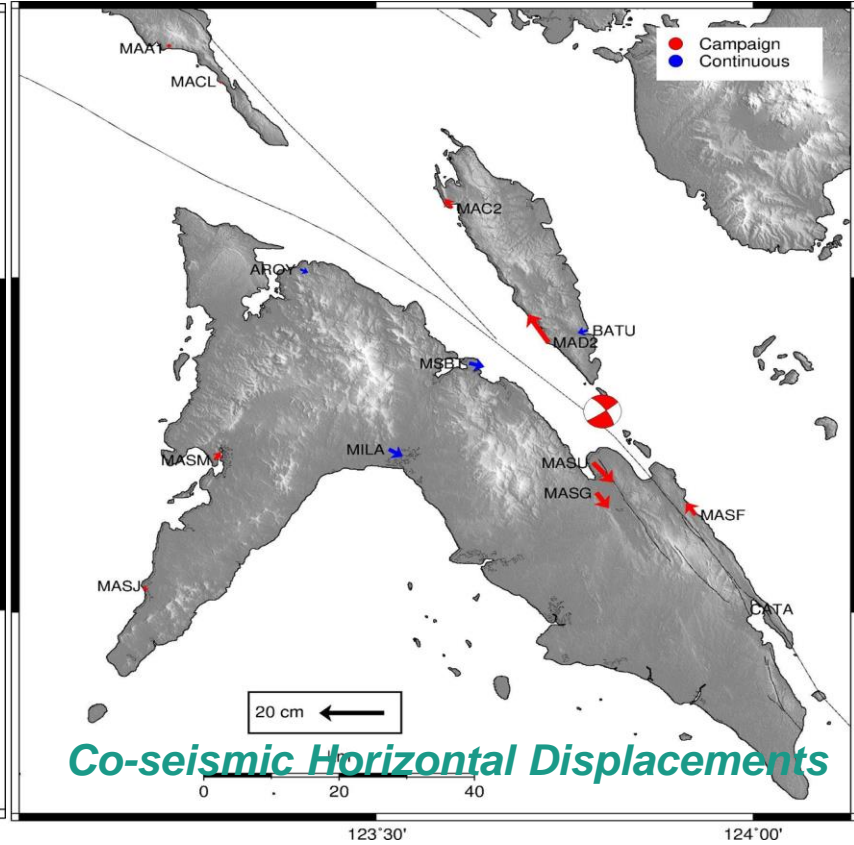 Campaign
Continuous
MAA1
MACL
MAC2
AROY
BATU
MAD2
MSBT
MILA
MASM
MASU
MASG
MASF
MASJ
CATA
20 cm
Co-seismic Horizontal Displacements
0 20 40
123°30' 124°00'